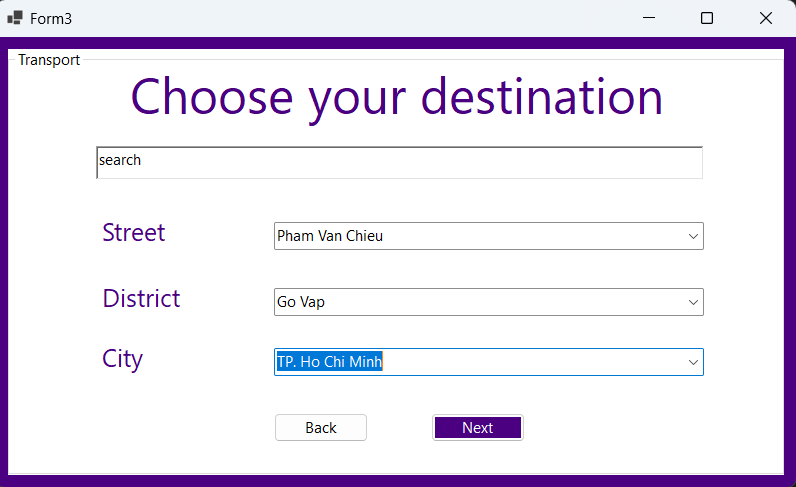 Form3
Transport
Choose your destination
search
Street Pham Van Chieu
District Go Vap
City TP. Ho Chi Minh
Back Next